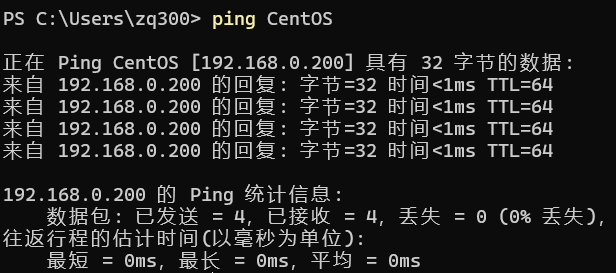 PS C:\Users\zq300> ping CentOS
正在 Ping CentOS [192.168.0.200] 具有 32 字节的数据:
来自 192.168.0.200 的回复: 字节=32 时间<1ms TTL=64
来自 192.168.0.200 的回复: 字节=32 时间<1ms TTL=64
来自 192.168.0.200 的回复: 字节=32 时间<1ms TTL=64
来自 192.168.0.200 的回复: 字节=32 时间<1ms TTL=64
192.168.0.200 的 Ping 统计信息:
数据包: 已发送 = 4, 已接收 = 4, 丢失 = 0 (0% 丢失),
往返行程的估计时间(以毫秒为单位):
最短 = 0ms, 最长 = 0ms, 平均 = 0ms